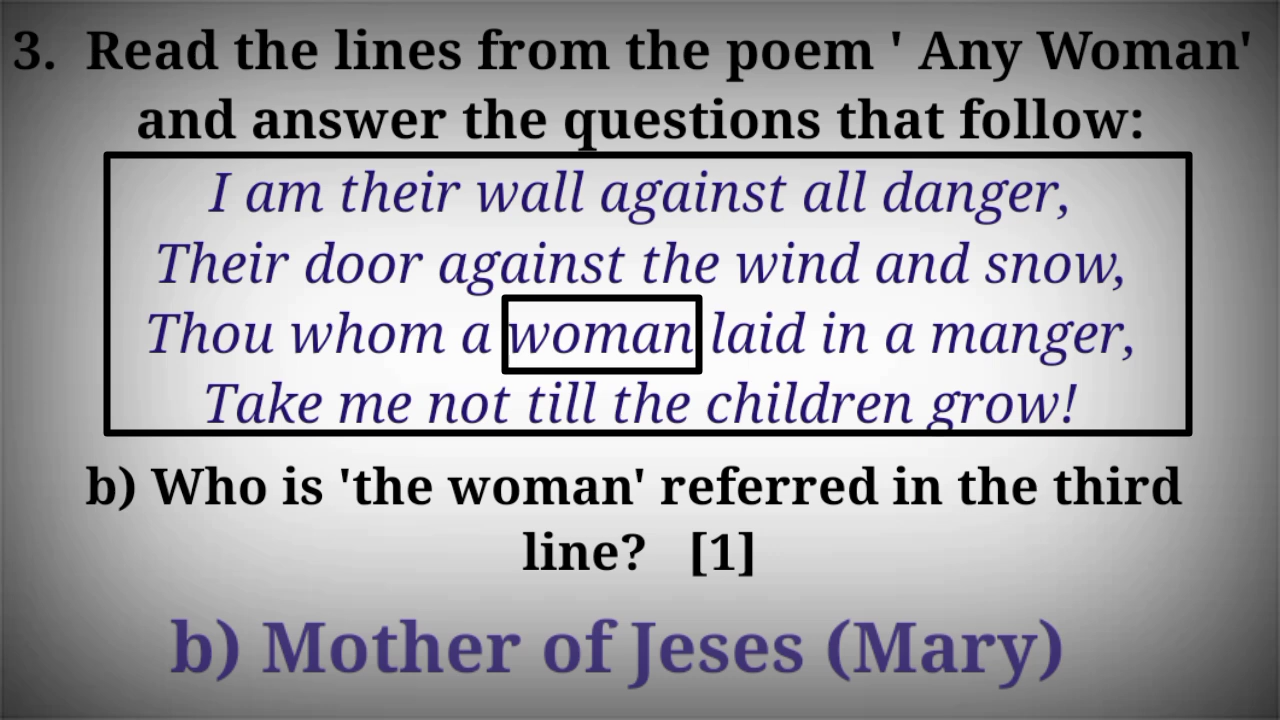 3. Read the lines from the poem ' Any Woman'
and answer the questions that follow:
I am their wall against all danger,
Their door against the wind and snow,
Thou whom a woman laid in a manger,
Take me not till the children grow!
b) Who is 'the woman' referred in the third
line? [1]
b) Mother of Jeses (Mary)